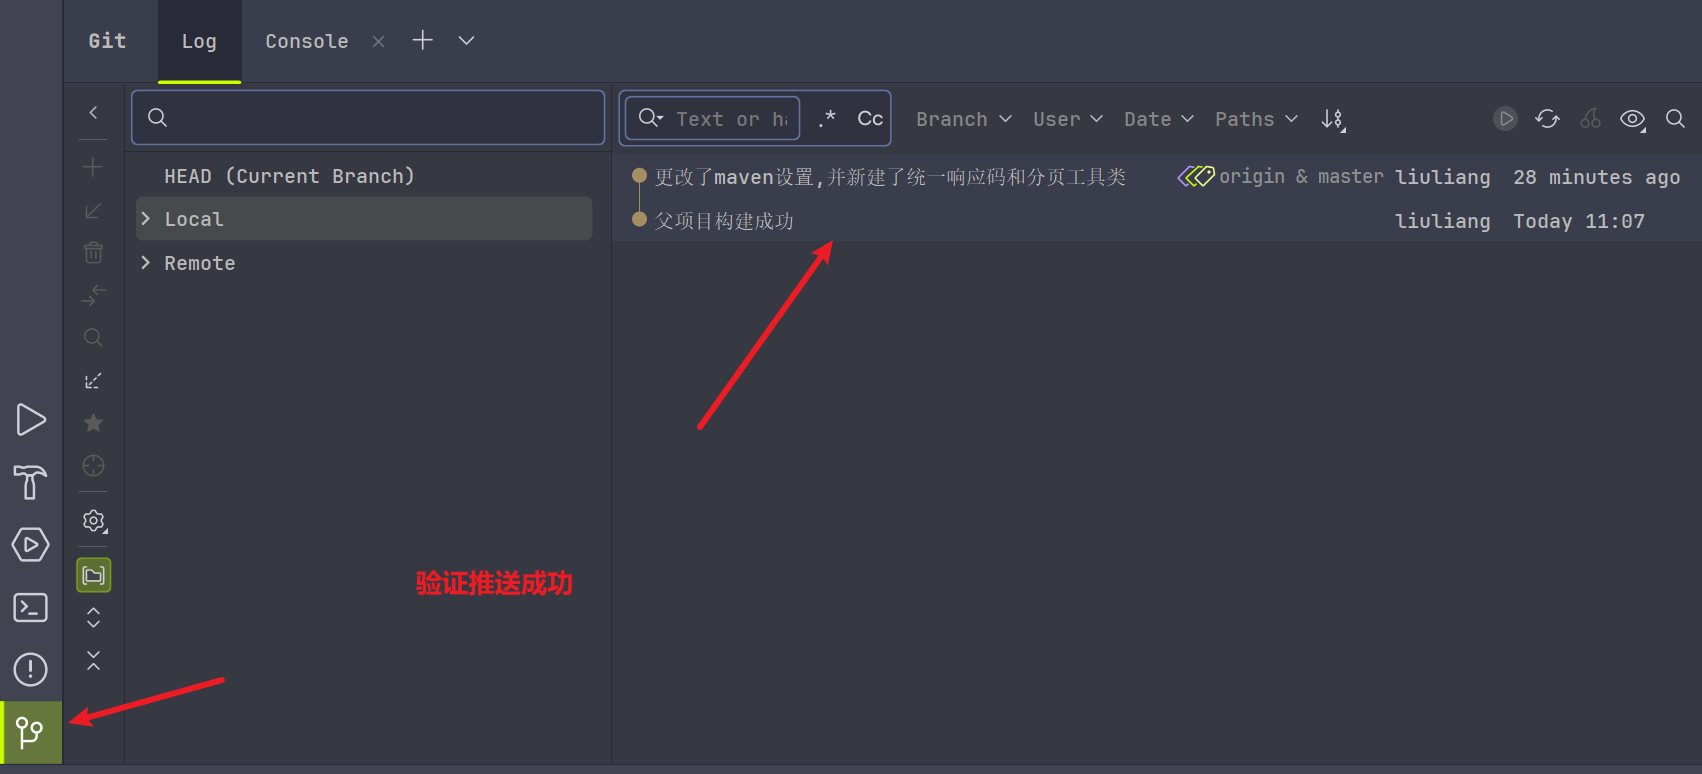 Git Log Console
Text or ha .* Cc Branch User Date Paths
HEAD (Current Branch)
Local
Remote
更改了maven设置,并新建了统一响应码和分页工具类 origin & master liuliang 28 minutes ago
父项目构建成功 liuliang Today 11:07
验证推送成功